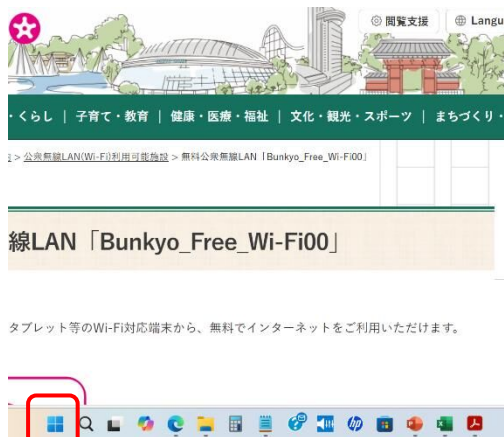 閲覧支援
Langu
・くらし | 子育て・教育 | 健康・医療・福祉 | 文化・観光・スポーツ | まちづくり・
> 公衆無線LAN(Wi-Fi)利用可能施設 > 無料公衆無線LAN「Bunkyo_Free_Wi-Fi00」
線LAN「Bunkyo_Free_Wi-Fi00」
タブレット等のWi-Fi対応端末から、無料でインターネットをご利用いただけます。